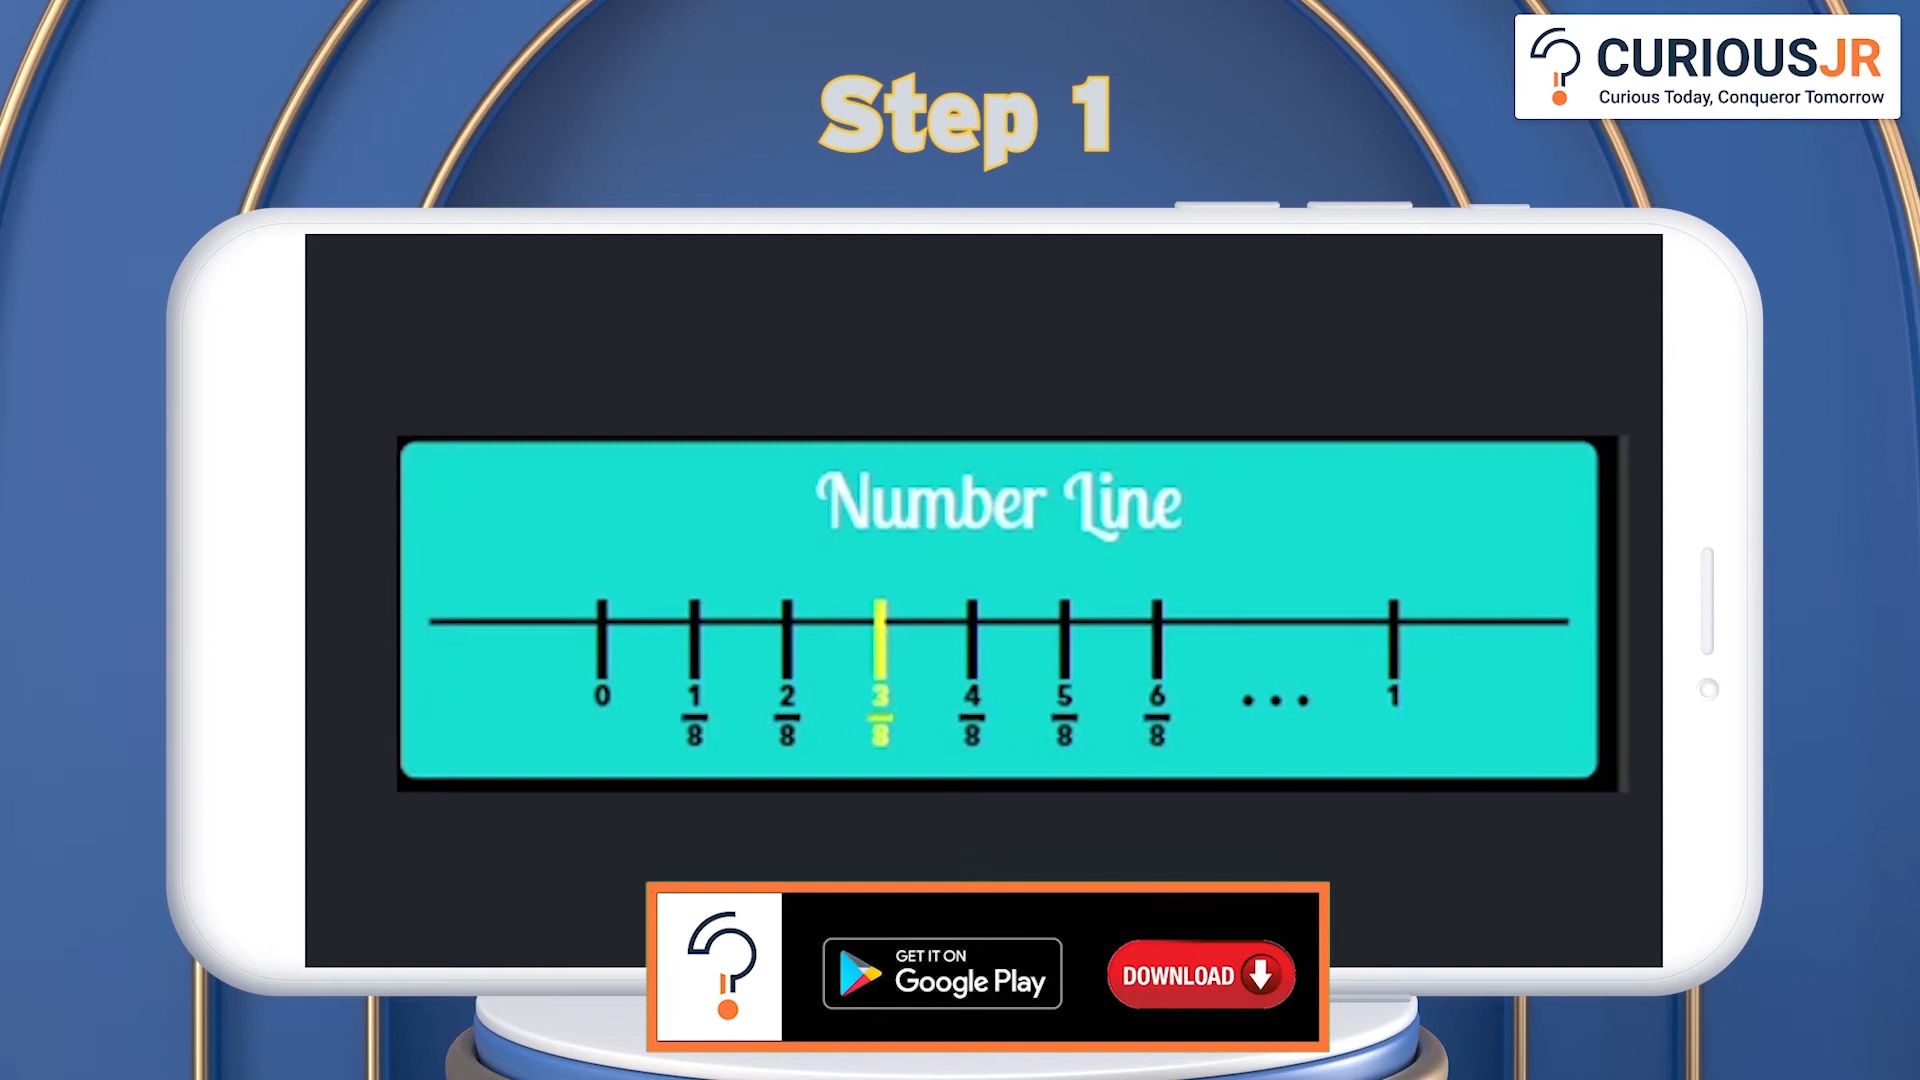 CURIOUSJR
Curious Today, Conqueror Tomorrow
Step 1
Number Line
0 1/8 2/8 3/8 4/8 5/8 6/8 ... 1
GET IT ON
Google Play
DOWNLOAD